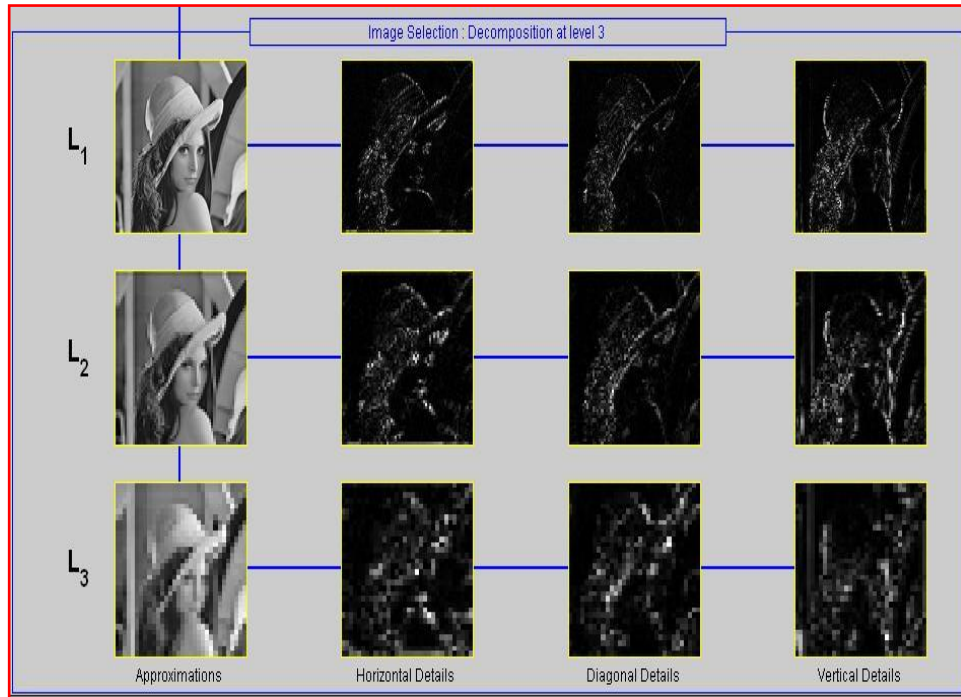 Image Selection : Decomposition at level 3
L1
L2
L3
Approximations Horizontal Details Diagonal Details Vertical Details